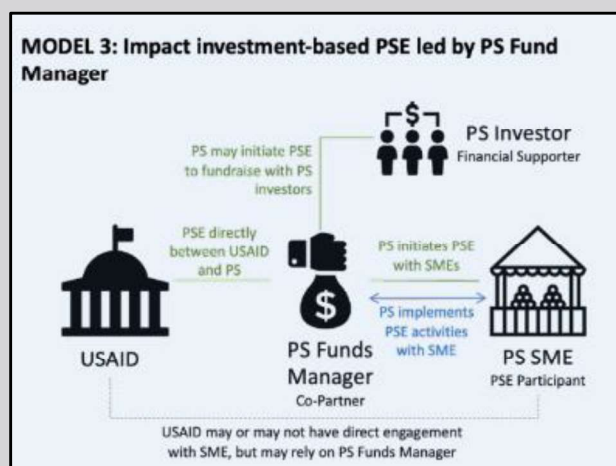 MODEL 3: Impact investment-based PSE led by PS Fund
Manager
$
PS Investor
Financial Supporter
PS may initiate PSE
to fundraise with PS
investors
PSE directly
between USAID
and PS
PS initiates PSE
with SMEs
$
PS implements
PSE activities
with SME
USAID
PS Funds
Manager
Co-Partner
PS SME
PSE Participant
USAID may or may not have direct engagement
with SME, but may rely on PS Funds Manager